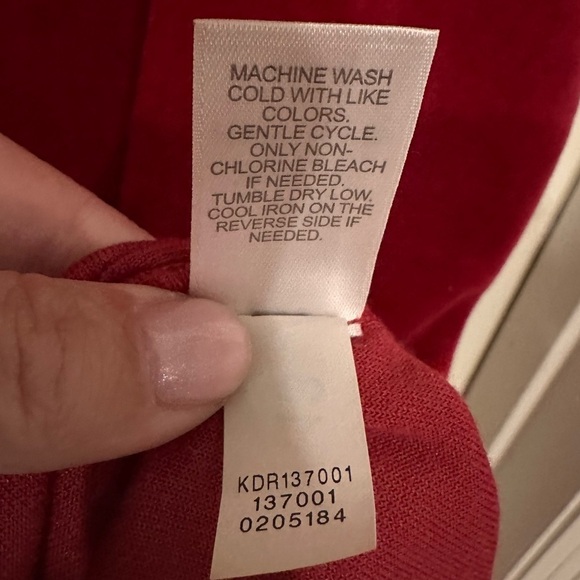 MACHINE WASH
COLD WITH LIKE
COLORS.
GENTLE CYCLE.
ONLY NON-
CHLORINE BLEACH
IF NEEDED.
TUMBLE DRY LOW.
COOL IRON ON THE
REVERSE SIDE IF
NEEDED.
KDR137001
137001
0205184